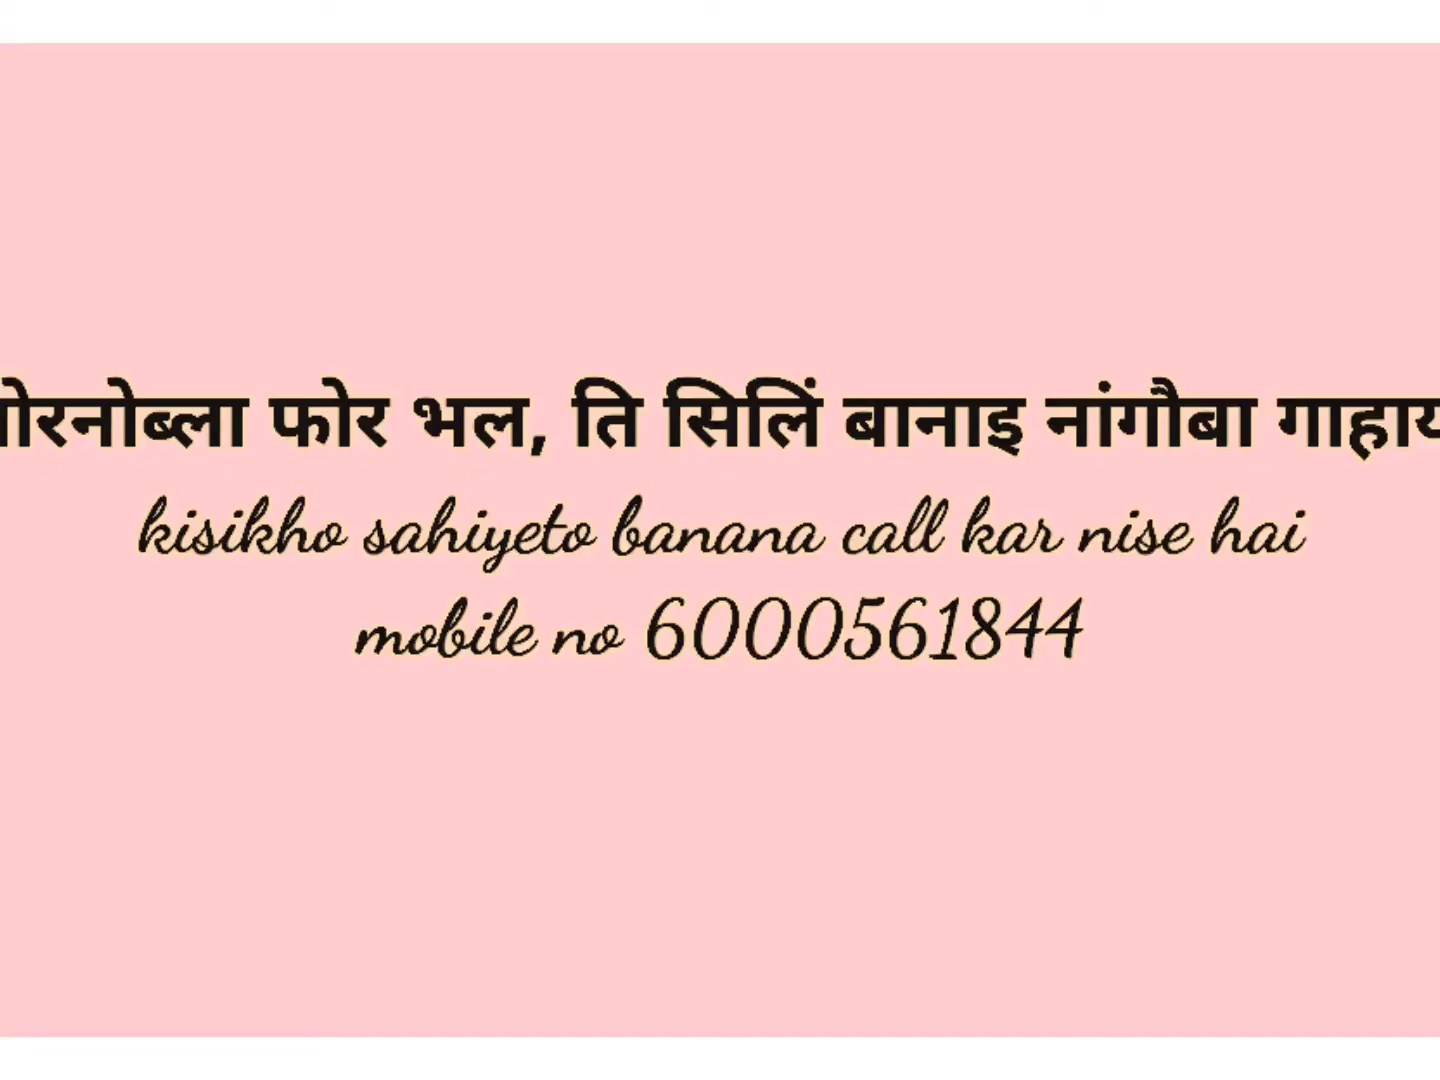 फोर भल, ति सिलिं बानाइ नांगौबा
kisikho sahiyeto banana call kar nise hai
mobile no 6000561844